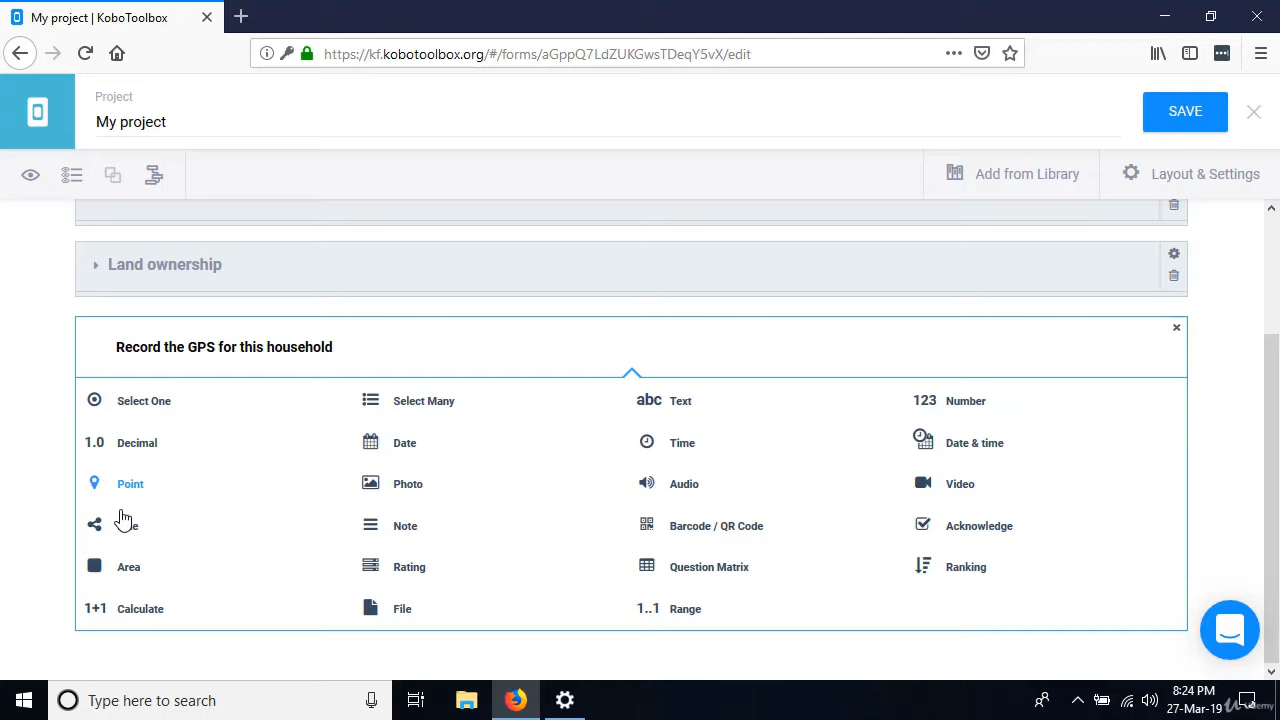 My project | KoboToolbox
https://kf.kobotoolbox.org/#/forms/aGppQ7LdZUKGwsTDeqY5vX/edit
Project
My project
SAVE
Add from Library
Layout & Settings
Land ownership
Record the GPS for this household
Select One
Select Many
abc Text
123 Number
1.0 Decimal
Date
Time
Date & time
Point
Photo
Audio
Video
Note
Barcode / QR Code
Acknowledge
Area
Rating
Question Matrix
Ranking
1+1 Calculate
File
1..1 Range
Type here to search
8:24 PM
27-Mar-19
Udemy